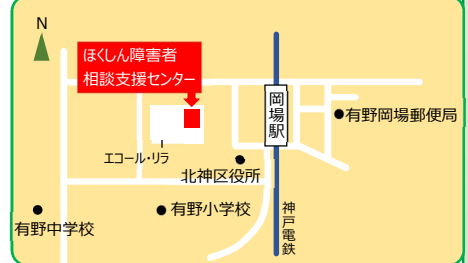 N
ほくしん障害者
相談支援センター
岡場駅
有野岡場郵便局
エコール・リラ
北神区役所
有野小学校
有野中学校
神戸電鉄